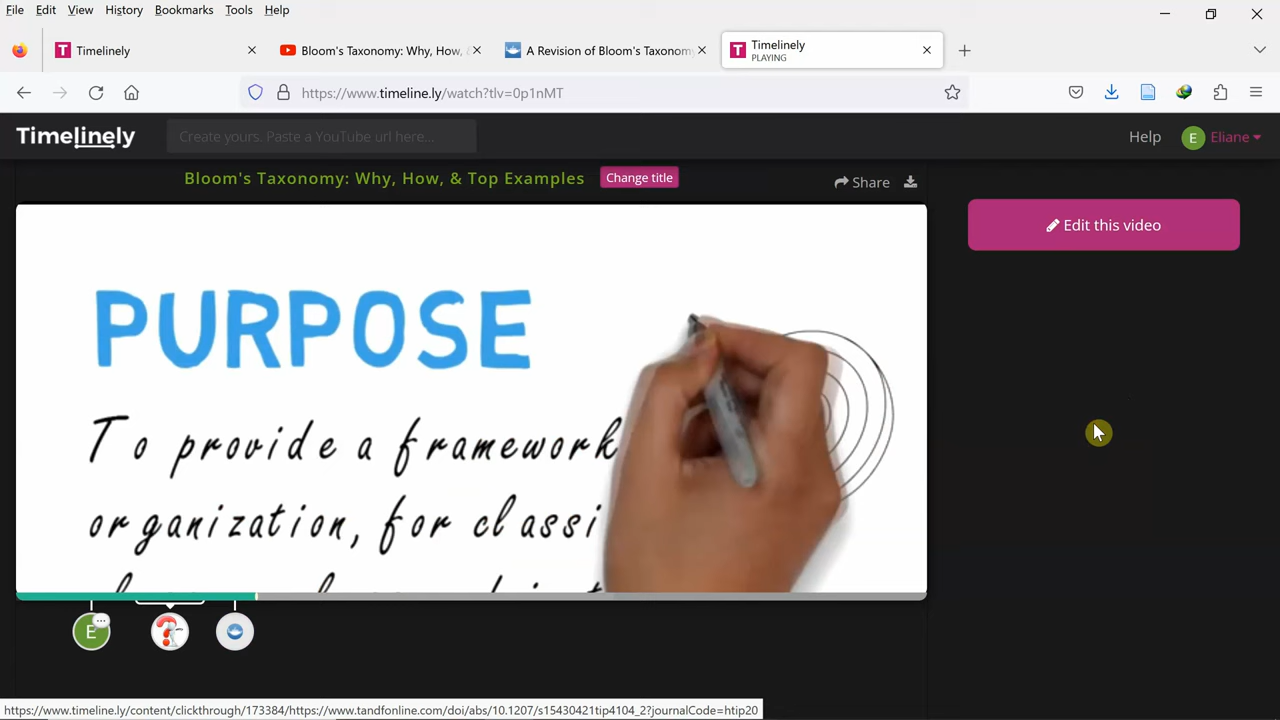 File Edit View History Bookmarks Tools Help
Timelinely
Bloom's Taxonomy: Why, How,
A Revision of Bloom's Taxonomy
Timelinely
PLAYING
https://www.timeline.ly/watch?tlv=0p1nMT
Timelinely
Create yours. Paste a YouTube url here...
Help
E
Eliane
Bloom's Taxonomy: Why, How, & Top Examples
Change title
Share
Edit this video
PURPOSE
To provide a framework
organization, for classi
E
https://www.timeline.ly/content/clickthrough/173384/https://www.tandfonline.com/doi/abs/10.1207/s15430421tip4104_2?journalCode=htip20